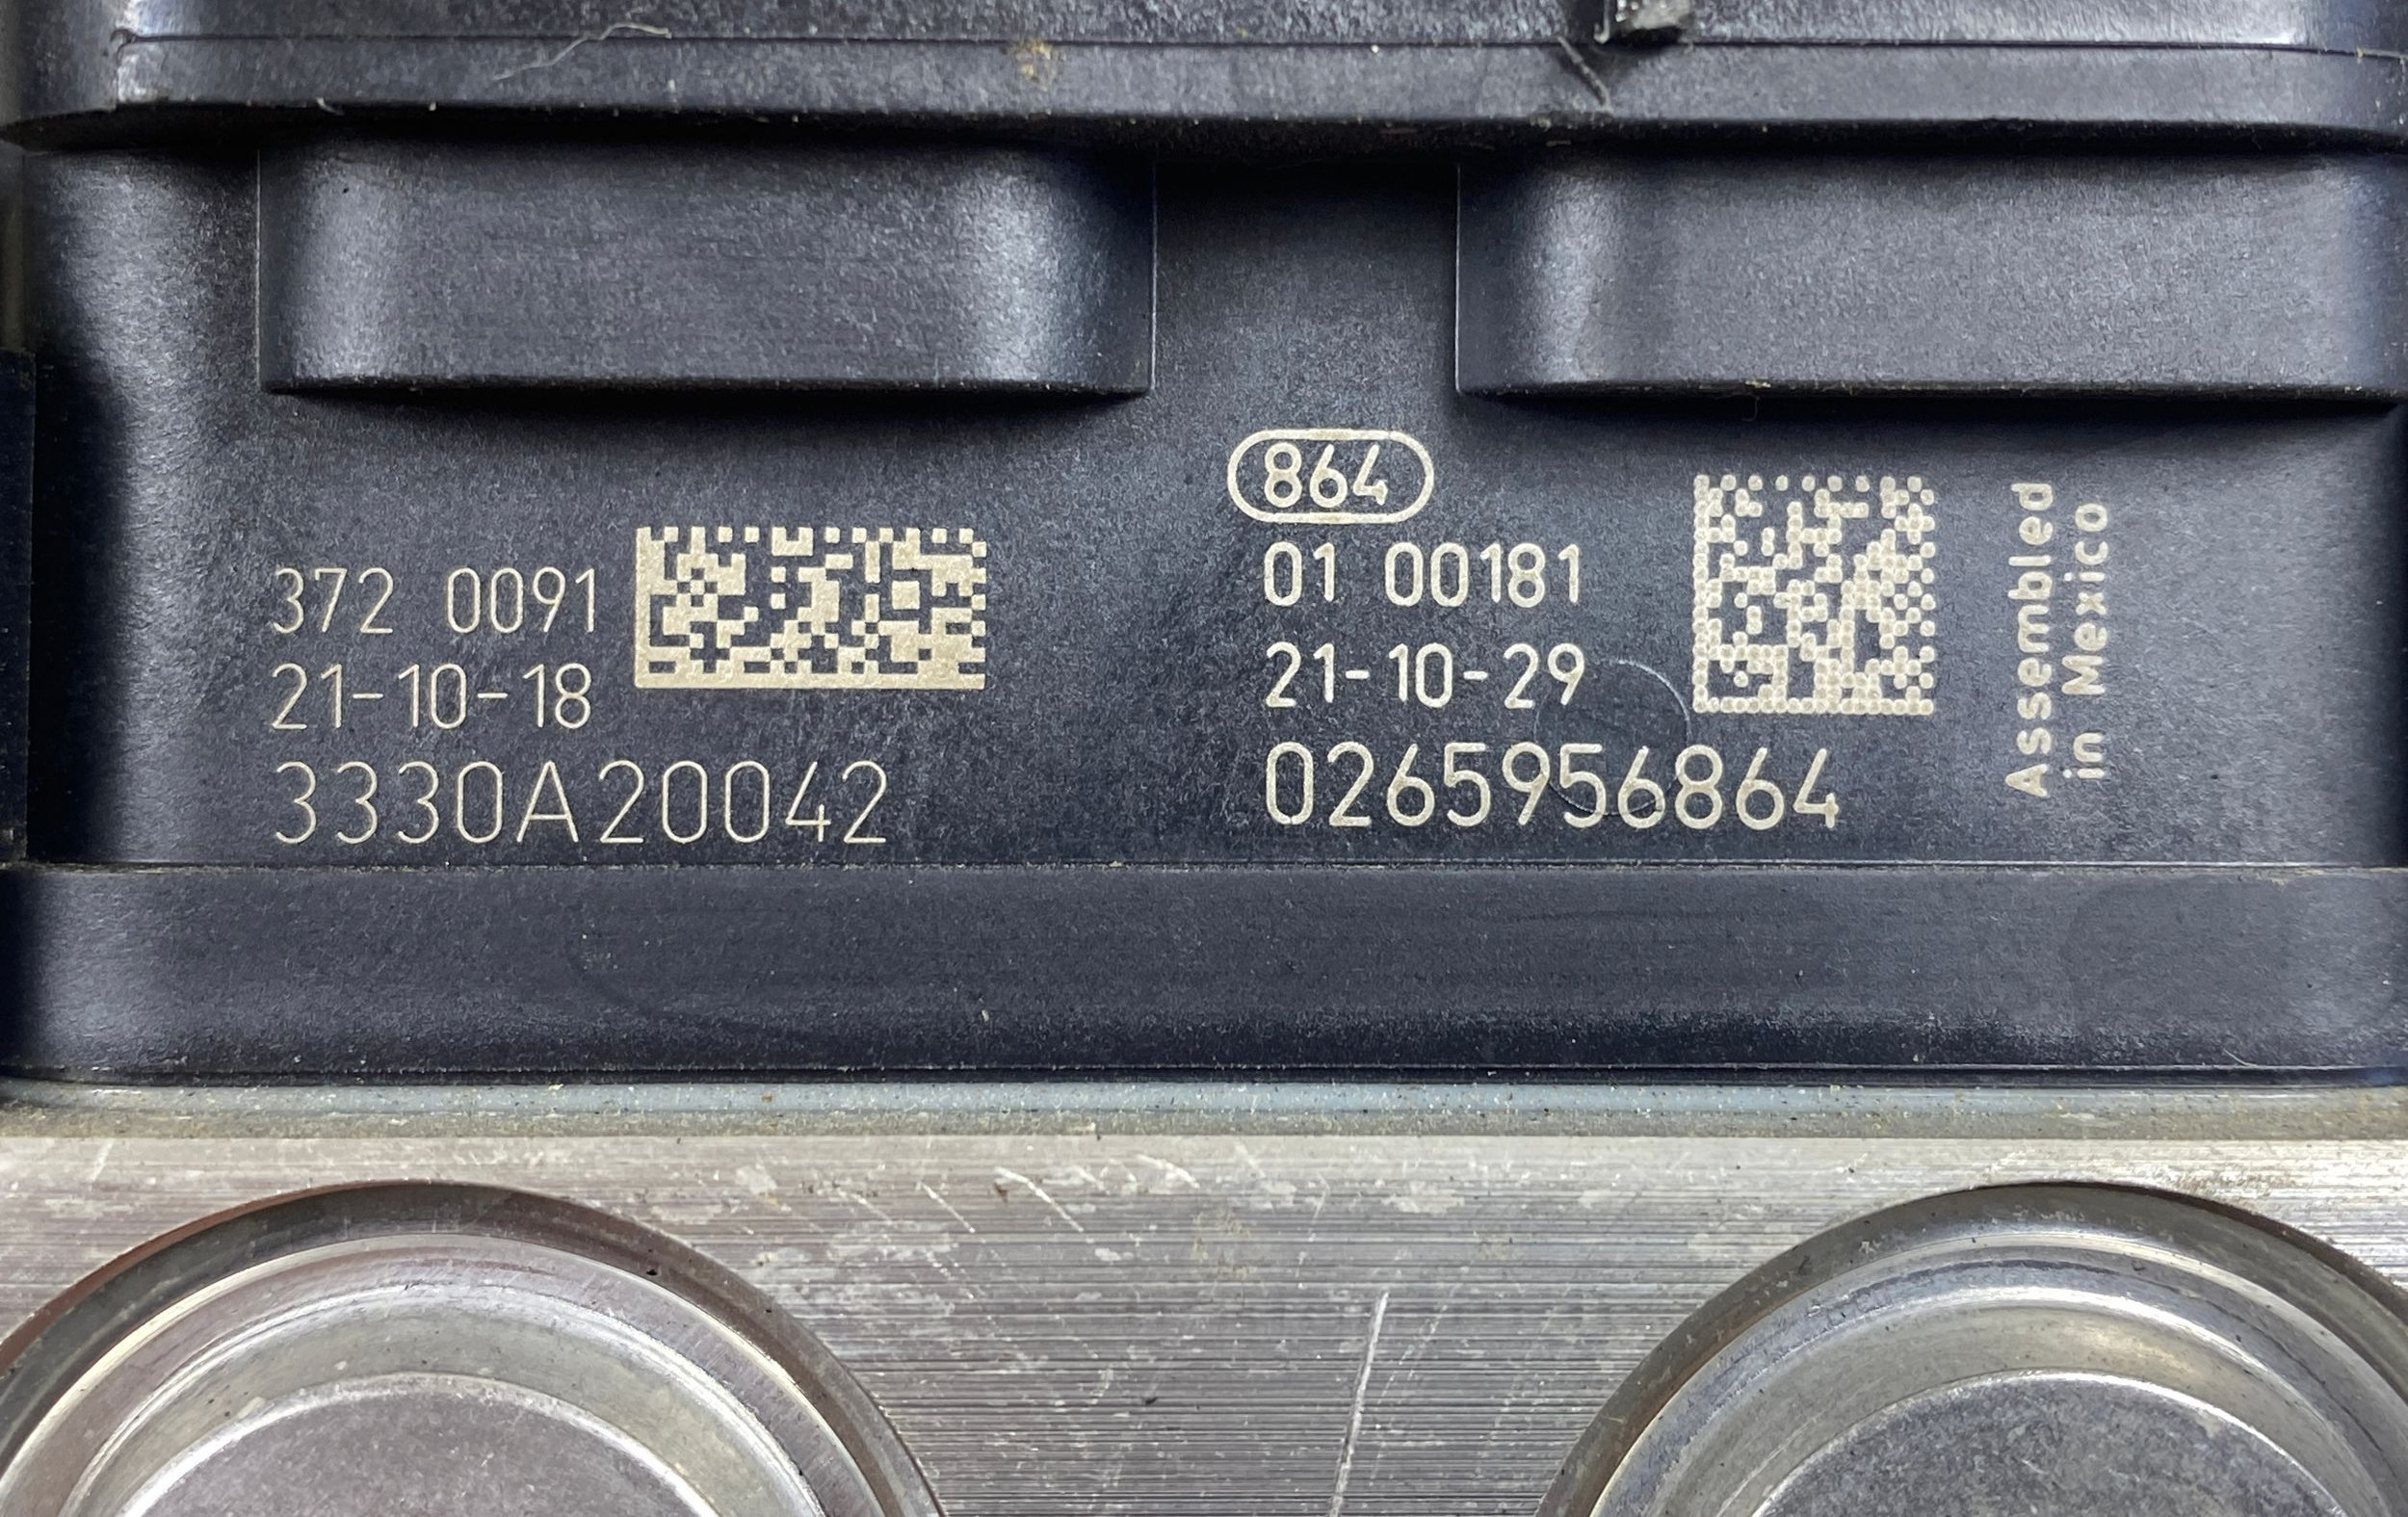 372 0091
21-10-18
3330A20042
864
01 00181
21-10-29
0265956864
Assembled
in Mexico